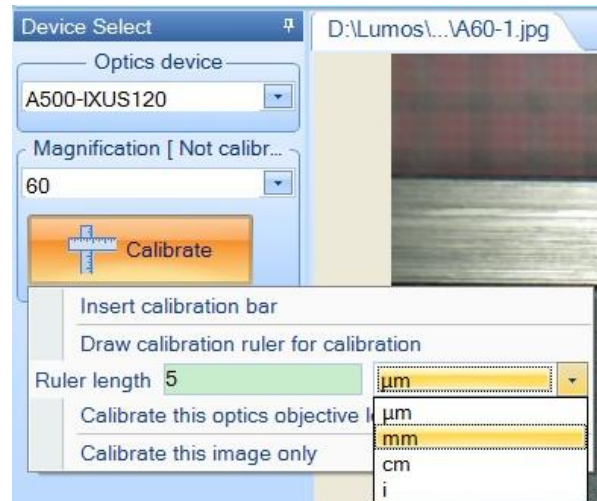 Device Select
D:\Lumos\...\A60-1.jpg
Optics device
A500-IXUS120
Magnification [ Not calibr...
60
Calibrate
Insert calibration bar
Draw calibration ruler for calibration
Ruler length 5 µm
Calibrate this optics objective l
µm
mm
Calibrate this image only
cm
i